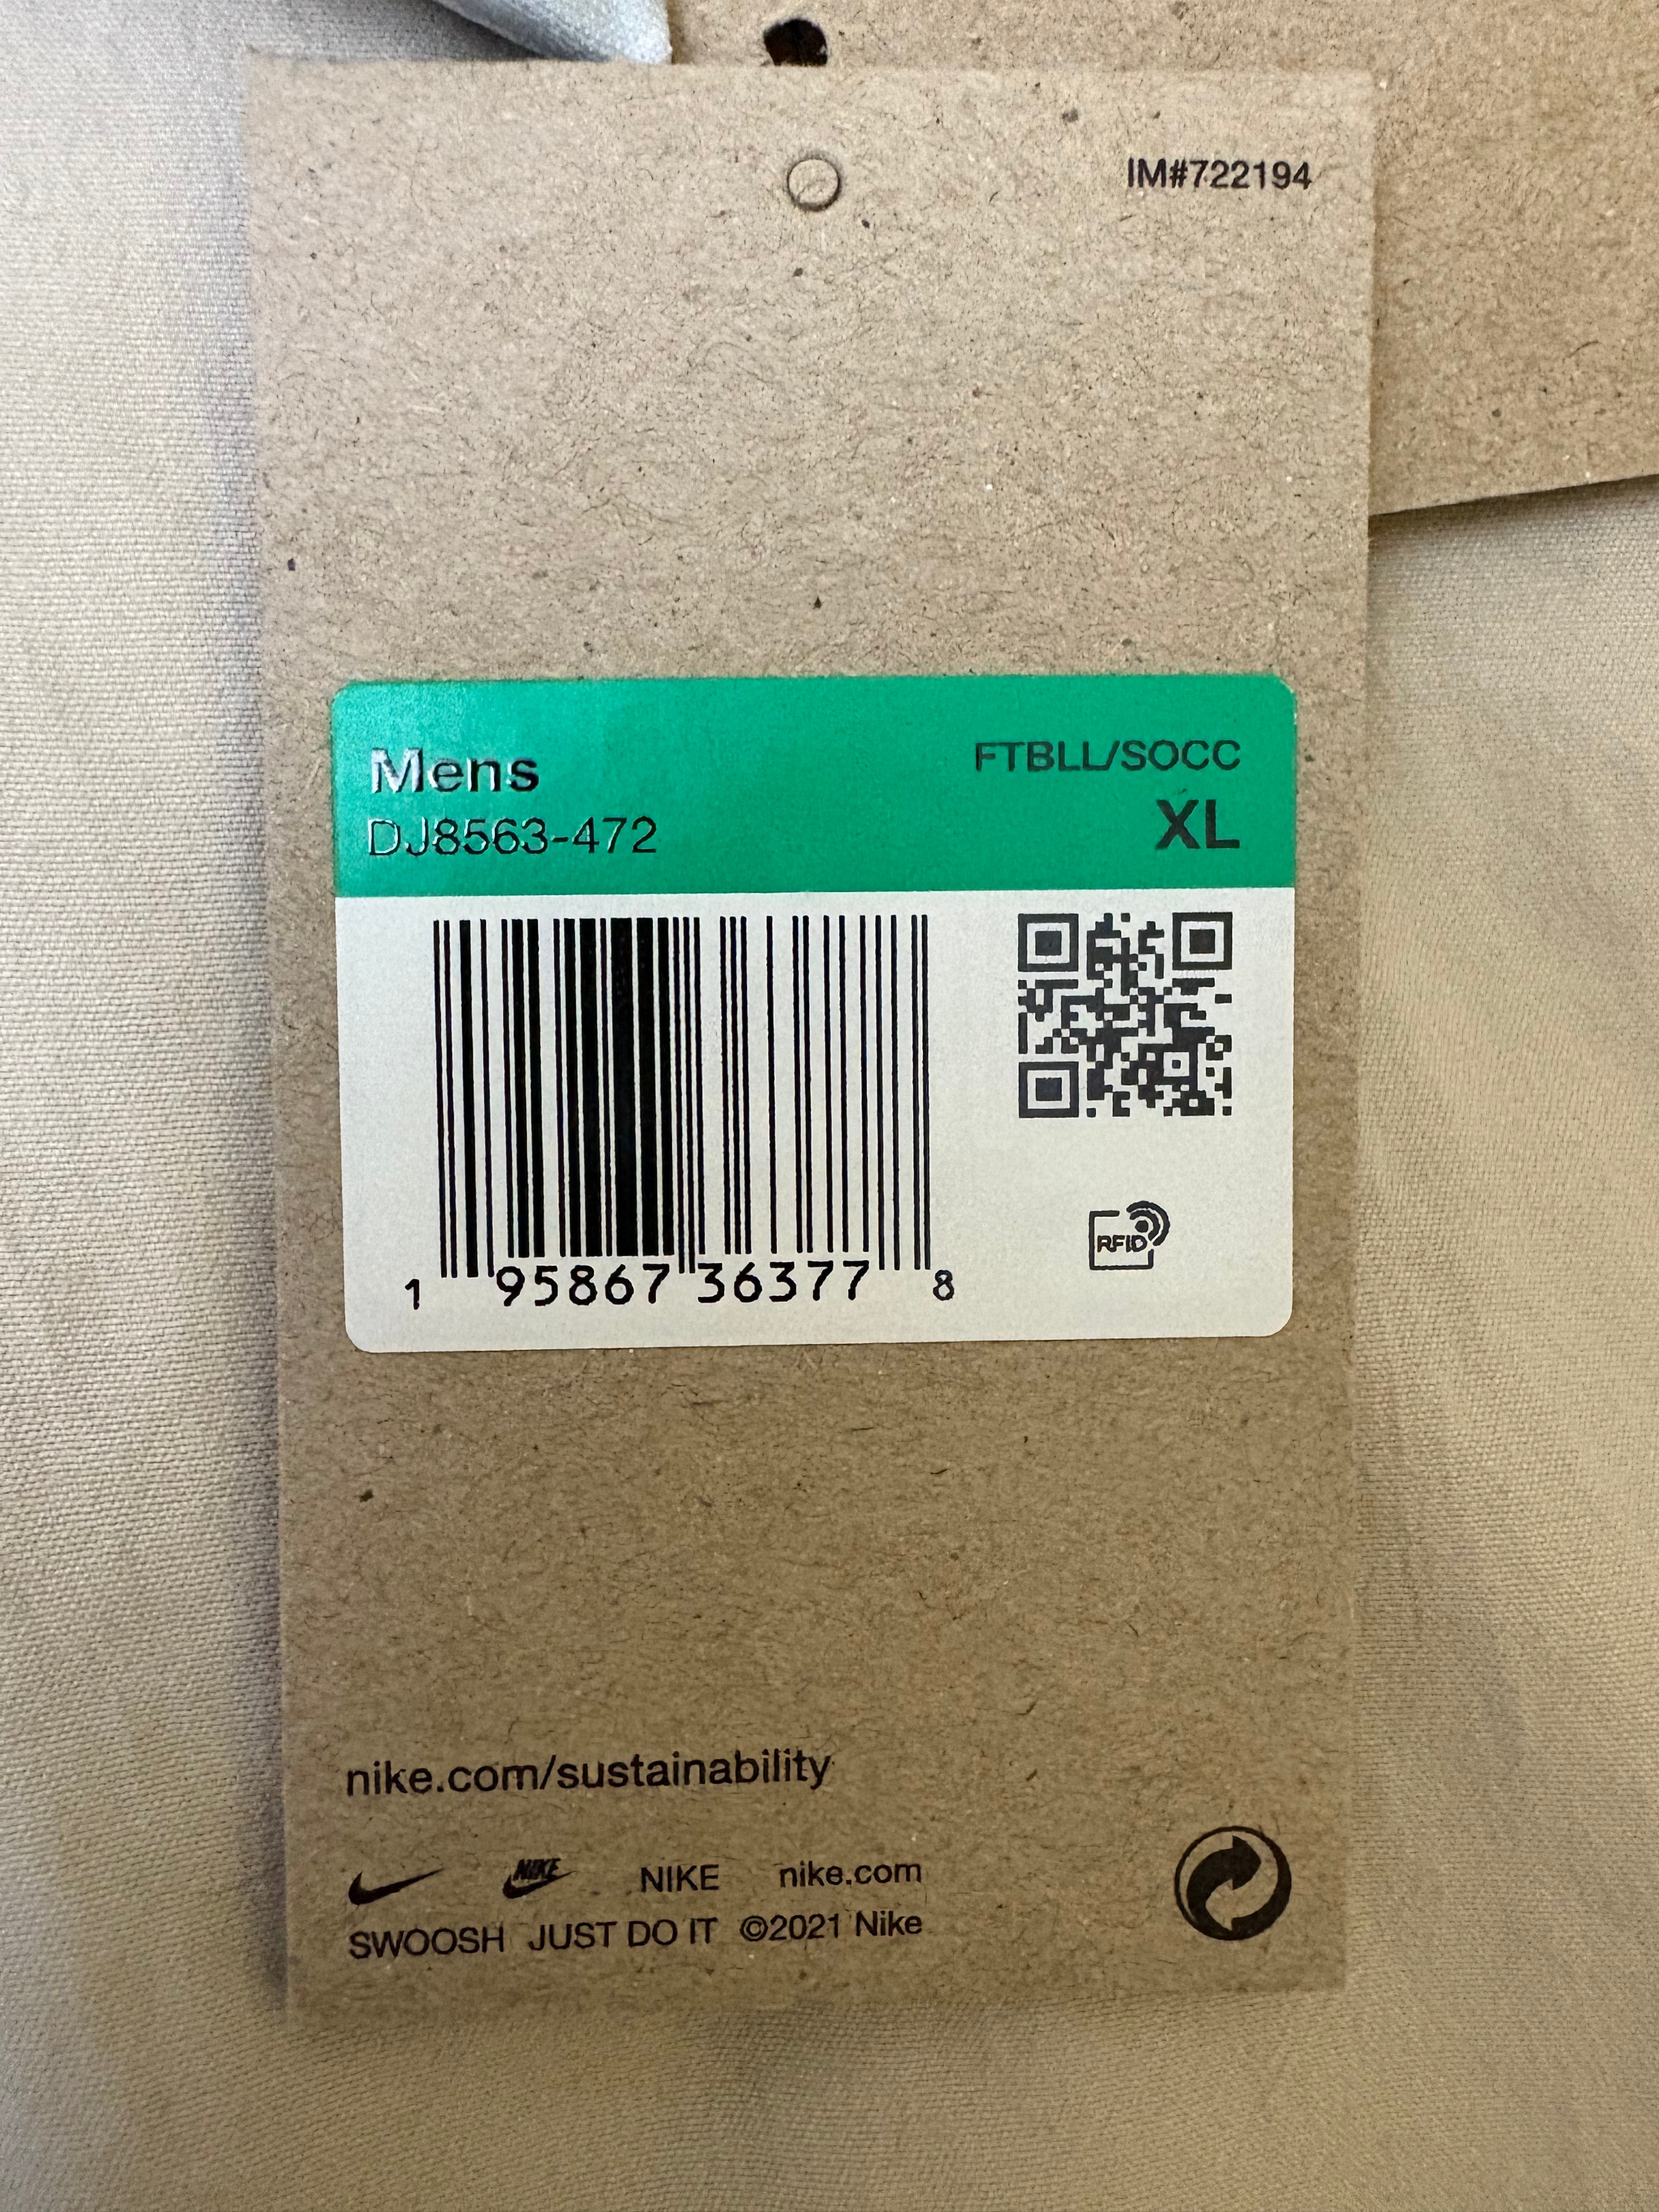 IM#722194
Mens FTBLL/SOCC
DJ8563-472 XL
1 95867 36377 8
RFID
nike.com/sustainability
NIKE NIKE nike.com
SWOOSH JUST DO IT ©2021 Nike